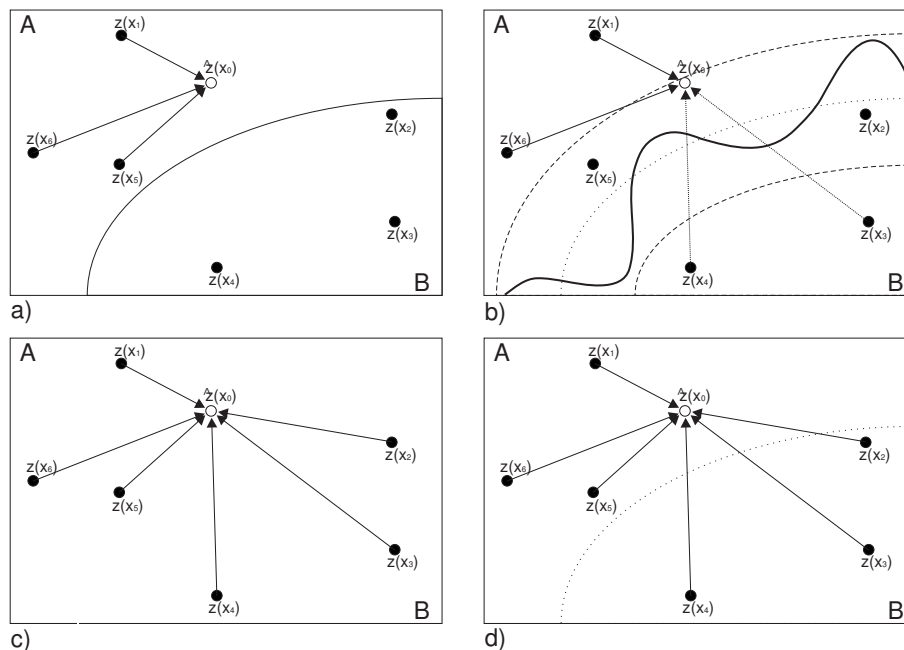 A
z(x₁)
^z(x₀)
z(x₂)
z(x₆)
z(x₅)
z(x₃)
z(x₄)
B
a)
A
z(x₁)
^z(x₀)
z(x₂)
z(x₆)
z(x₅)
z(x₃)
z(x₄)
B
b)
A
z(x₁)
^z(x₀)
z(x₂)
z(x₆)
z(x₅)
z(x₃)
z(x₄)
B
c)
A
z(x₁)
^z(x₀)
z(x₂)
z(x₆)
z(x₅)
z(x₃)
z(x₄)
B
d)